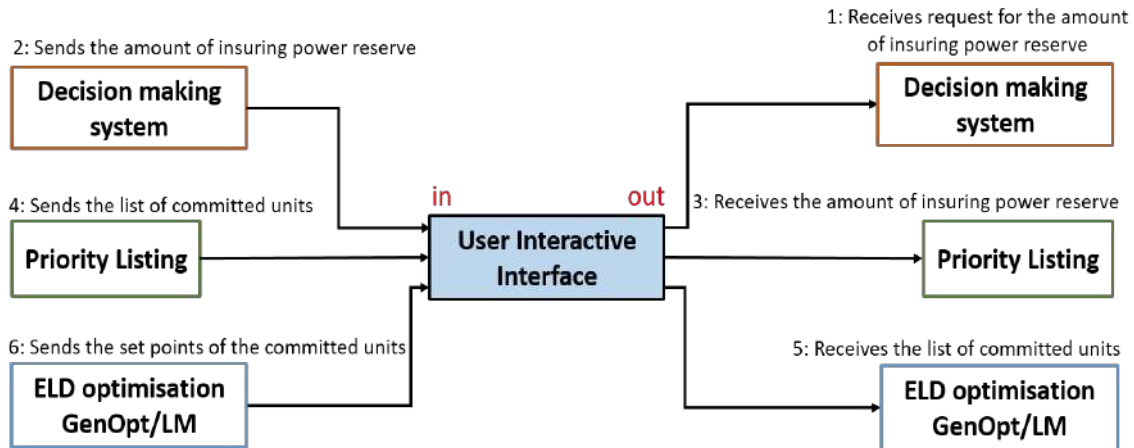 1: Receives request for the amount
of insuring power reserve
2: Sends the amount of insuring power reserve
Decision making
system
Decision making
system
in
out
4: Sends the list of committed units
3: Receives the amount of insuring power reserve
Priority Listing
User Interactive
Interface
Priority Listing
6: Sends the set points of the committed units
5: Receives the list of committed units
ELD optimisation
GenOpt/LM
ELD optimisation
GenOpt/LM